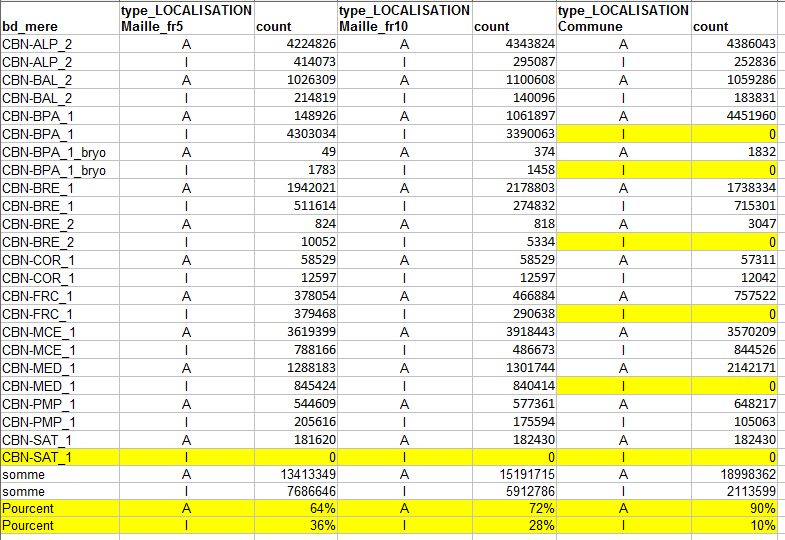 type_LOCALISATION type_LOCALISATION type_LOCALISATION
bd_mere Maille_fr5 count Maille_fr10 count Commune count
CBN-ALP_2 A 4224826 A 4343824 A 4386043
CBN-ALP_2 I 414073 I 295087 I 252836
CBN-BAL_2 A 1026309 A 1100608 A 1059286
CBN-BAL_2 I 214819 I 140096 I 183831
CBN-BPA_1 A 148926 A 1061897 A 4451960
CBN-BPA_1 I 4303034 I 3390063 I 0
CBN-BPA_1_bryo A 49 A 374 A 1832
CBN-BPA_1_bryo I 1783 I 1458 I 0
CBN-BRE_1 A 1942021 A 2178803 A 1738334
CBN-BRE_1 I 511614 I 274832 I 715301
CBN-BRE_2 A 824 A 818 A 3047
CBN-BRE_2 I 10052 I 5334 I 0
CBN-COR_1 A 58529 A 58529 A 57311
CBN-COR_1 I 12597 I 12597 I 12042
CBN-FRC_1 A 378054 A 466884 A 757522
CBN-FRC_1 I 379468 I 290638 I 0
CBN-MCE_1 A 3619399 A 3918443 A 3570209
CBN-MCE_1 I 788166 I 486673 I 844526
CBN-MED_1 A 1288183 A 1301744 A 2142171
CBN-MED_1 I 845424 I 840414 I 0
CBN-PMP_1 A 544609 A 577361 A 648217
CBN-PMP_1 I 205616 I 175594 I 105063
CBN-SAT_1 A 181620 A 182430 A 182430
CBN-SAT_1 I 0 I 0 I 0
somme A 13413349 A 15191715 A 18998362
somme I 7686646 I 5912786 I 2113599
Pourcent A 64% A 72% A 90%
Pourcent I 36% I 28% I 10%